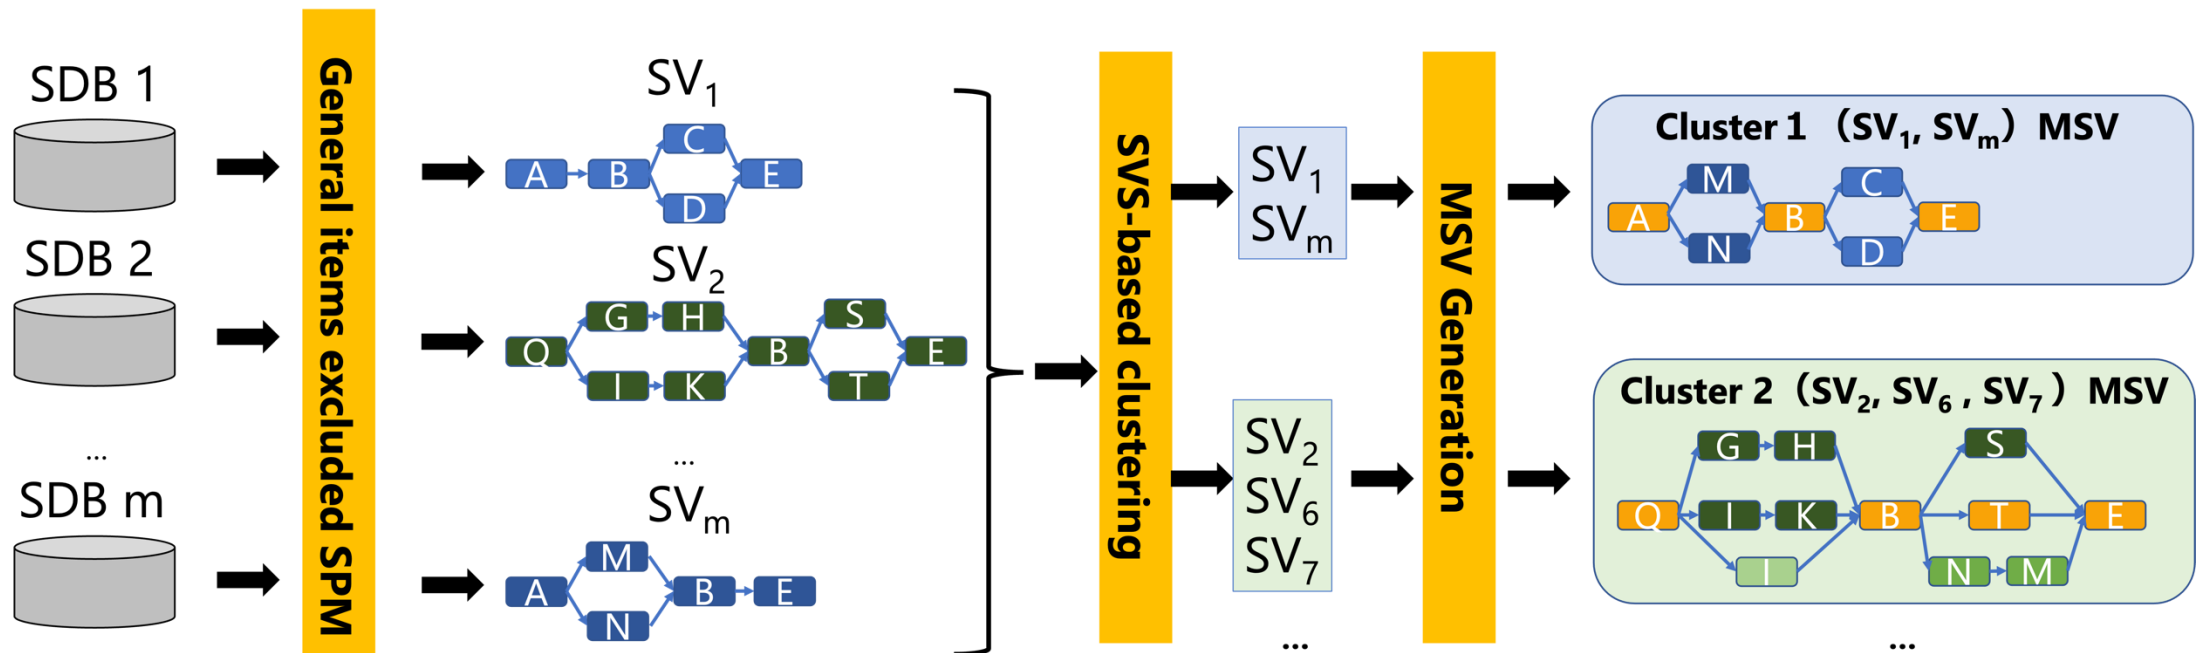 SDB 1
SDB 2
...
SDB m
General items excluded SPM
SV1
A
B
C
D
E
SV2
Q
G
H
I
K
B
S
T
E
...
SVm
A
M
N
B
E
SVS-based clustering
SV1
SVm
SV2
SV6
SV7
...
MSV Generation
Cluster 1 （SV1, SVm）MSV
A
M
N
B
C
D
E
Cluster 2（SV2, SV6 , SV7 ）MSV
G
H
S
Q
I
K
B
T
E
I
N
M
...